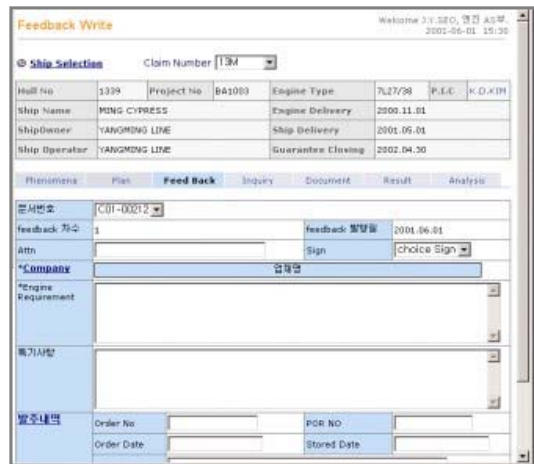 Feedback Write
Welcome J.Y.SEO, 엔진 AS부.
2001-06-01 15:30
Ship Selection Claim Number 13M
Hull No 1339 Project No BA1003 Engine Type 7L27/38 P.I.C K.D.KIM
Ship Name MING CYPRESS Engine Delivery 2000.11.01
ShipOwner YANGMING LINE Ship Delivery 2001.05.01
Ship Operator YANGMING LINE Guarantee Closing 2002.04.30
Phenomena Plan Feed Back Inquiry Document Result Analysis
문서번호 C01-00212
feedback 차수 1 feedback 발행일 2001.06.01
Attn Sign choice Sign
*Company 업체명
*Engine
Requirement
특기사항
발주내역 Order No POR NO
Order Date Stored Date